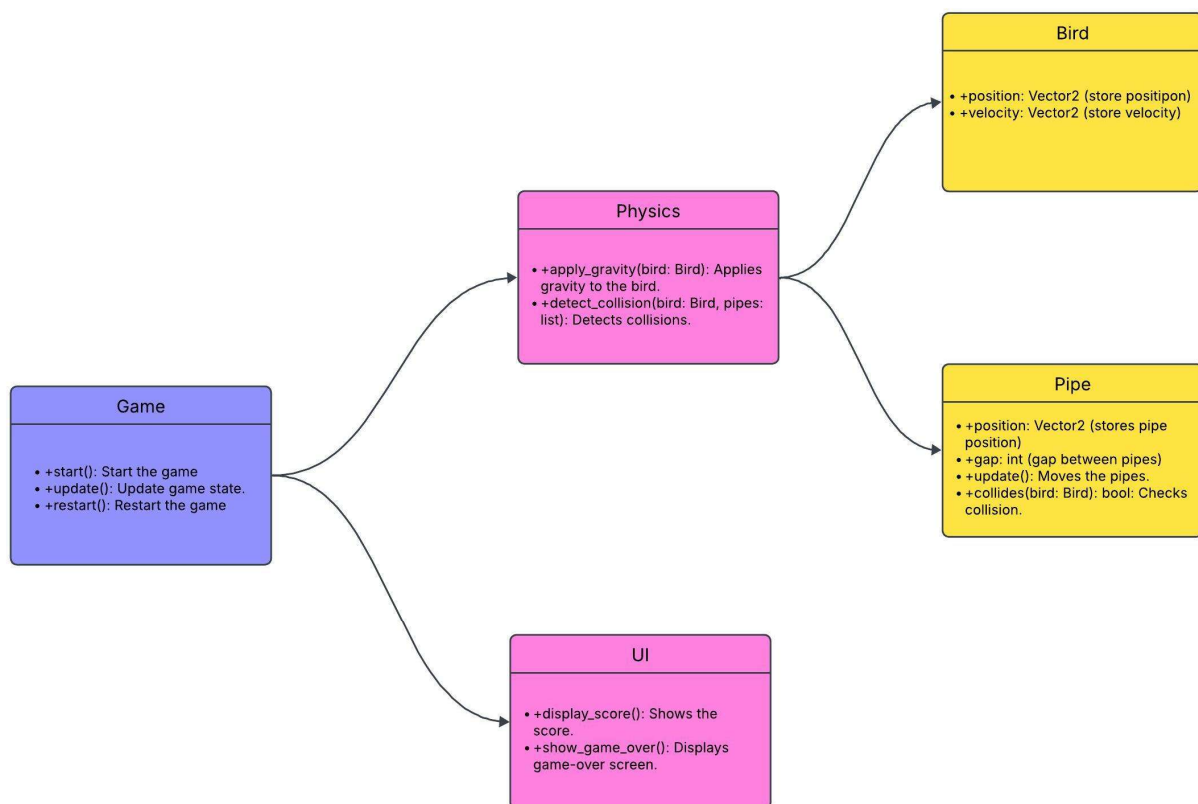 Bird
• +position: Vector2 (store positipon)
• +velocity: Vector2 (store velocity)
Physics
• +apply_gravity(bird: Bird): Applies
gravity to the bird.
• +detect_collision(bird: Bird, pipes:
list): Detects collisions.
Game
• +start(): Start the game
• +update(): Update game state.
• +restart(): Restart the game
Pipe
• +position: Vector2 (stores pipe
position)
• +gap: int (gap between pipes)
• +update(): Moves the pipes.
• +collides(bird: Bird): bool: Checks
collision.
UI
• +display_score(): Shows the
score.
• +show_game_over(): Displays
game-over screen.